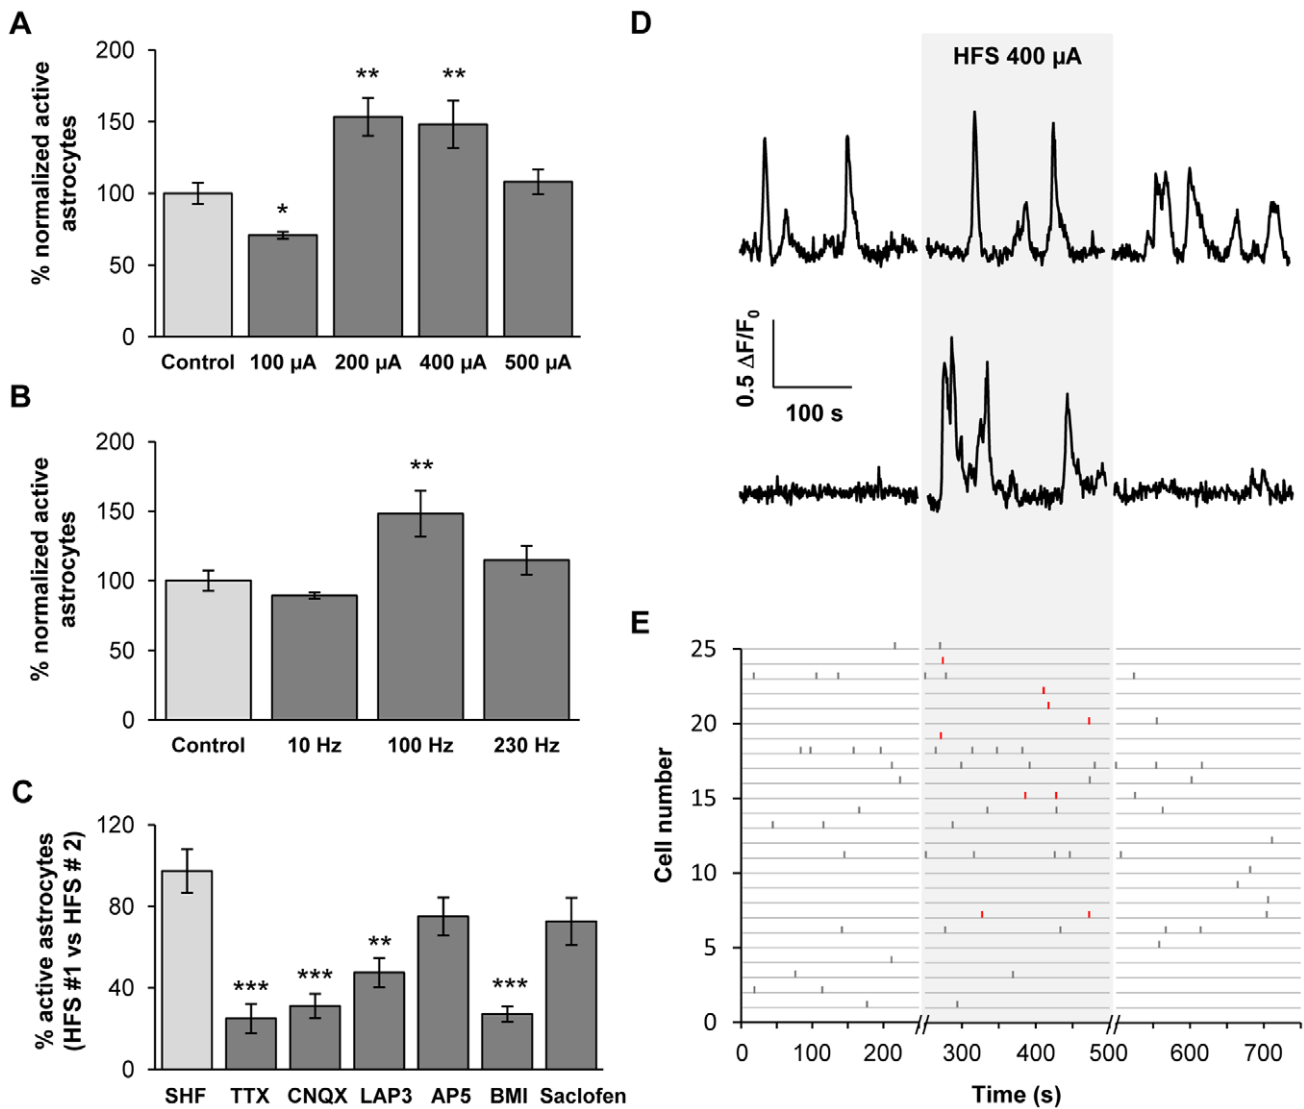 A
% normalized active
astrocytes
200
150
100
50
0
*
**
**
Control 100 µA 200 µA 400 µA 500 µA
B
% normalized active
astrocytes
200
150
100
50
0
**
Control 10 Hz 100 Hz 230 Hz
C
% active astrocytes
(HFS #1 vs HFS # 2)
120
80
40
0
***
***
**
***
SHF TTX CNQX LAP3 AP5 BMI Saclofen
D
HFS 400 µA
0.5 ΔF/F0
100 s
E
Cell number
25
20
15
10
5
0
0 100 200 300 400 500 600 700
Time (s)